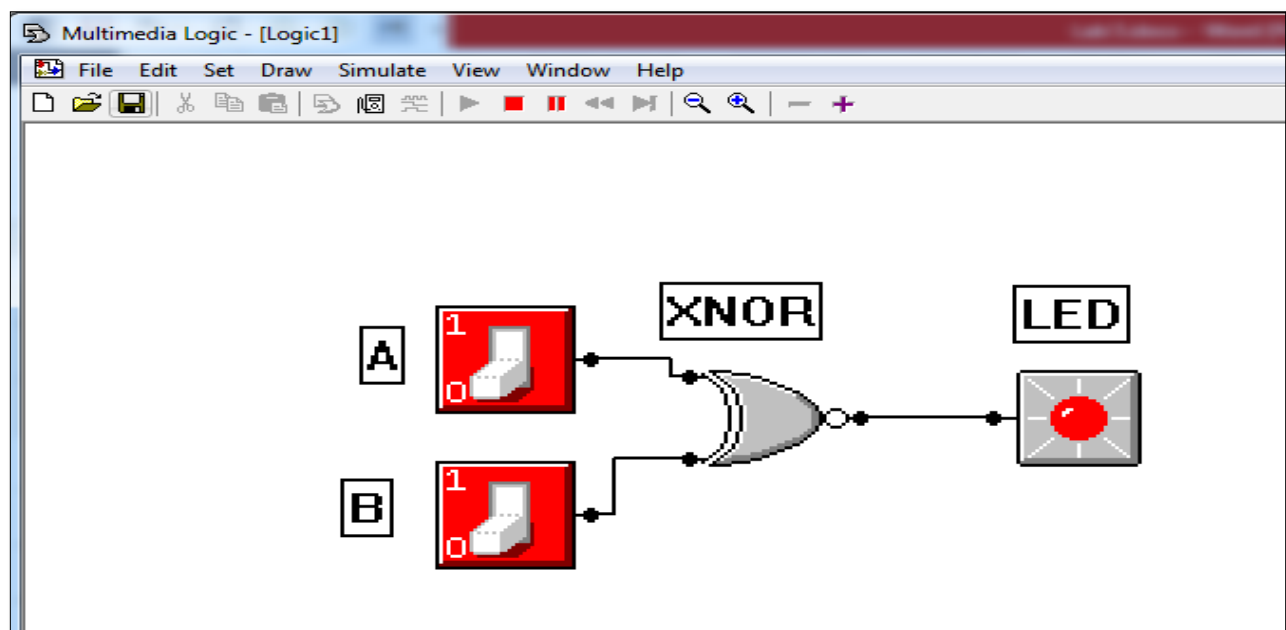 Multimedia Logic - [Logic1]
File Edit Set Draw Simulate View Window Help
XNOR
LED
A
1
0
B
1
0